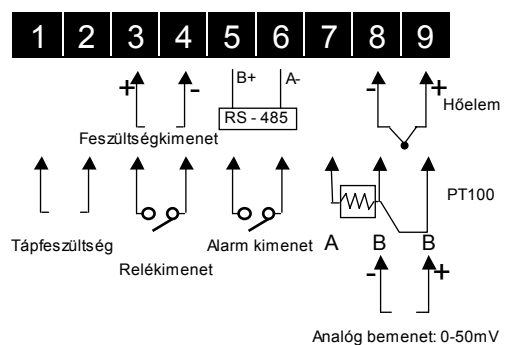 1 2 3 4 5 6 7 8 9
+ - B+ A- - +
Hőelem
RS - 485
Feszültségkimenet
PT100
Tápfeszültség Alarm kimenet A B B
Relékimenet
- +
Analóg bemenet: 0-50mV